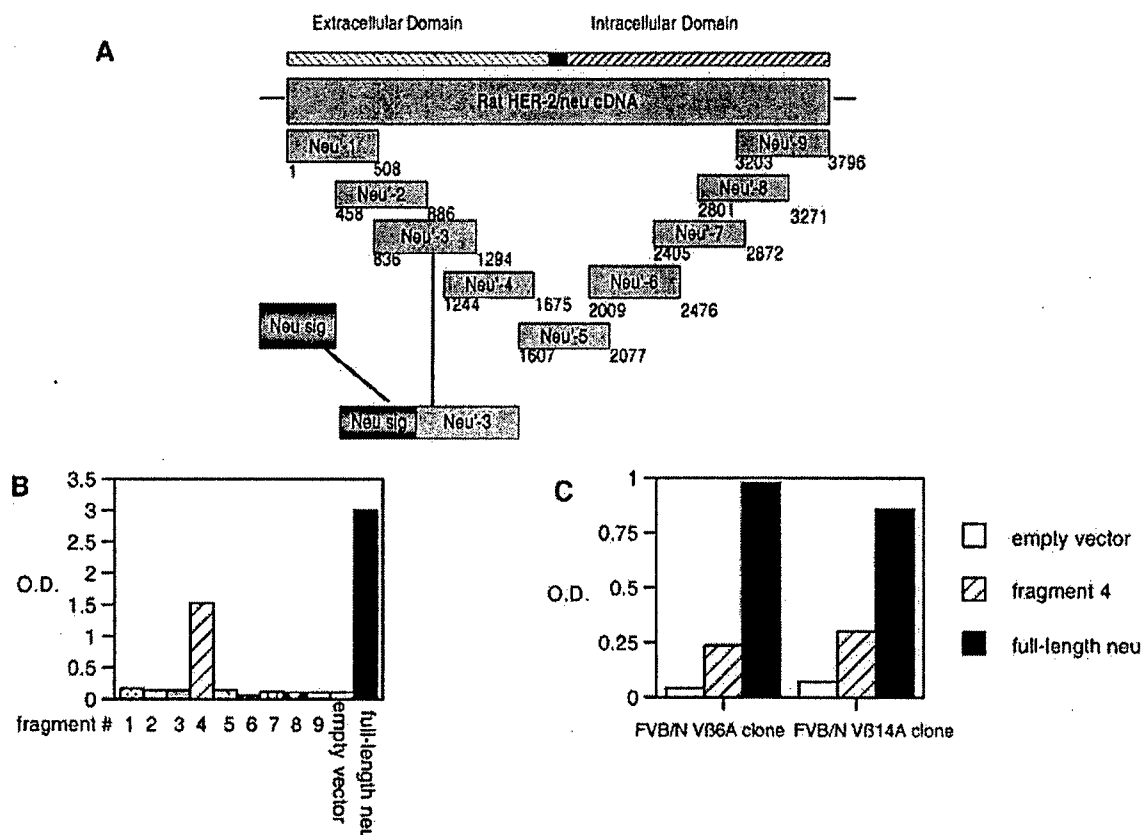 A
Extracellular Domain
Intracellular Domain
Rat HER-2/neu cDNA
Neu'-1
1
508
Neu'-2
458
886
Neu'-3
836
1294
Neu'-4
1244
1675
Neu'-5
1607
2077
Neu'-6
2009
2476
Neu'-7
2405
2872
Neu'-8
2801
3271
Neu'-9
3203
3796
Neu sig
Neu sig
Neu'-3
B
3.5
3
2.5
2
1.5
1
0.5
0
O.D.
fragment # 1 2 3 4 5 6 7 8 9
empty vector
full-length neu
C
1
0.75
0.25
0
O.D.
FVB/N Vß6A clone
FVB/N Vß14A clone
empty vector
fragment 4
full-length neu